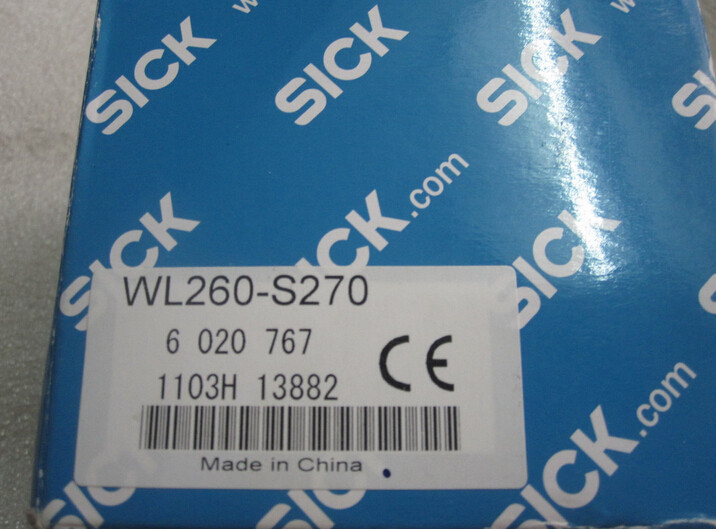 SICK
SICK
SICK
SICK.com
SICK
SICK
WL260-S270
6 020 767
1103H 13882
CE
Made in China
SICK.com